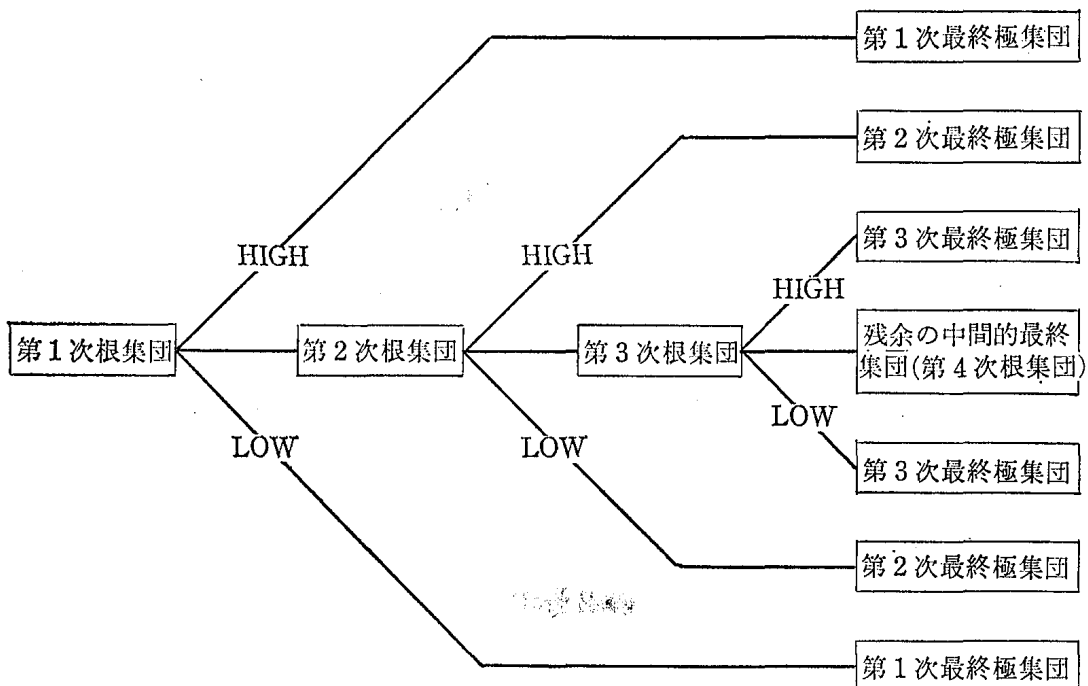 第1次最終極集団
第2次最終極集団
第3次最終極集団
HIGH
HIGH
HIGH
第1次根集団
第2次根集団
第3次根集団
残余の中間的最終
集団(第4次根集団)
LOW
LOW
LOW
第3次最終極集団
第2次最終極集団
第1次最終極集団